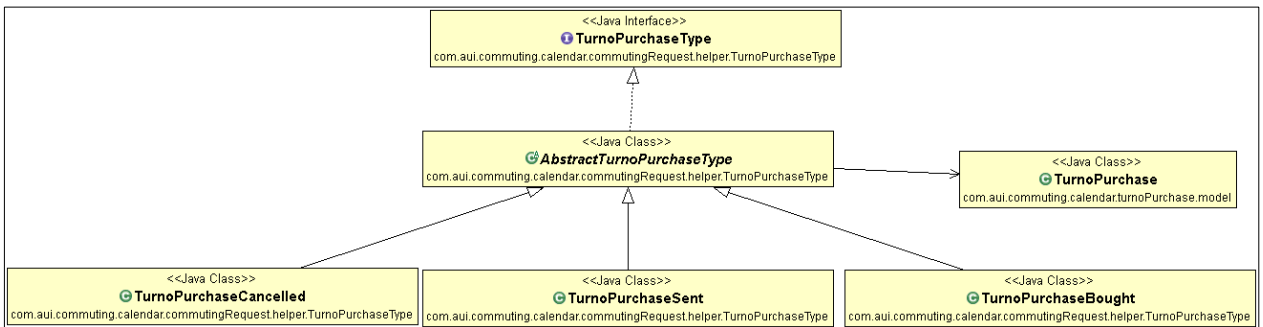 <<Java Interface>>
TurnoPurchaseType
com.aui.commuting.calendar.commutingRequest.helper.TurnoPurchaseType
<<Java Class>>
AbstractTurnoPurchaseType
com.aui.commuting.calendar.commutingRequest.helper.TurnoPurchaseType
<<Java Class>>
TurnoPurchase
com.aui.commuting.calendar.turnoPurchase.model
<<Java Class>>
TurnoPurchaseCancelled
com.aui.commuting.calendar.commutingRequest.helper.TurnoPurchaseType
<<Java Class>>
TurnoPurchaseSent
com.aui.commuting.calendar.commutingRequest.helper.TurnoPurchaseType
<<Java Class>>
TurnoPurchaseBought
com.aui.commuting.calendar.commutingRequest.helper.TurnoPurchaseType